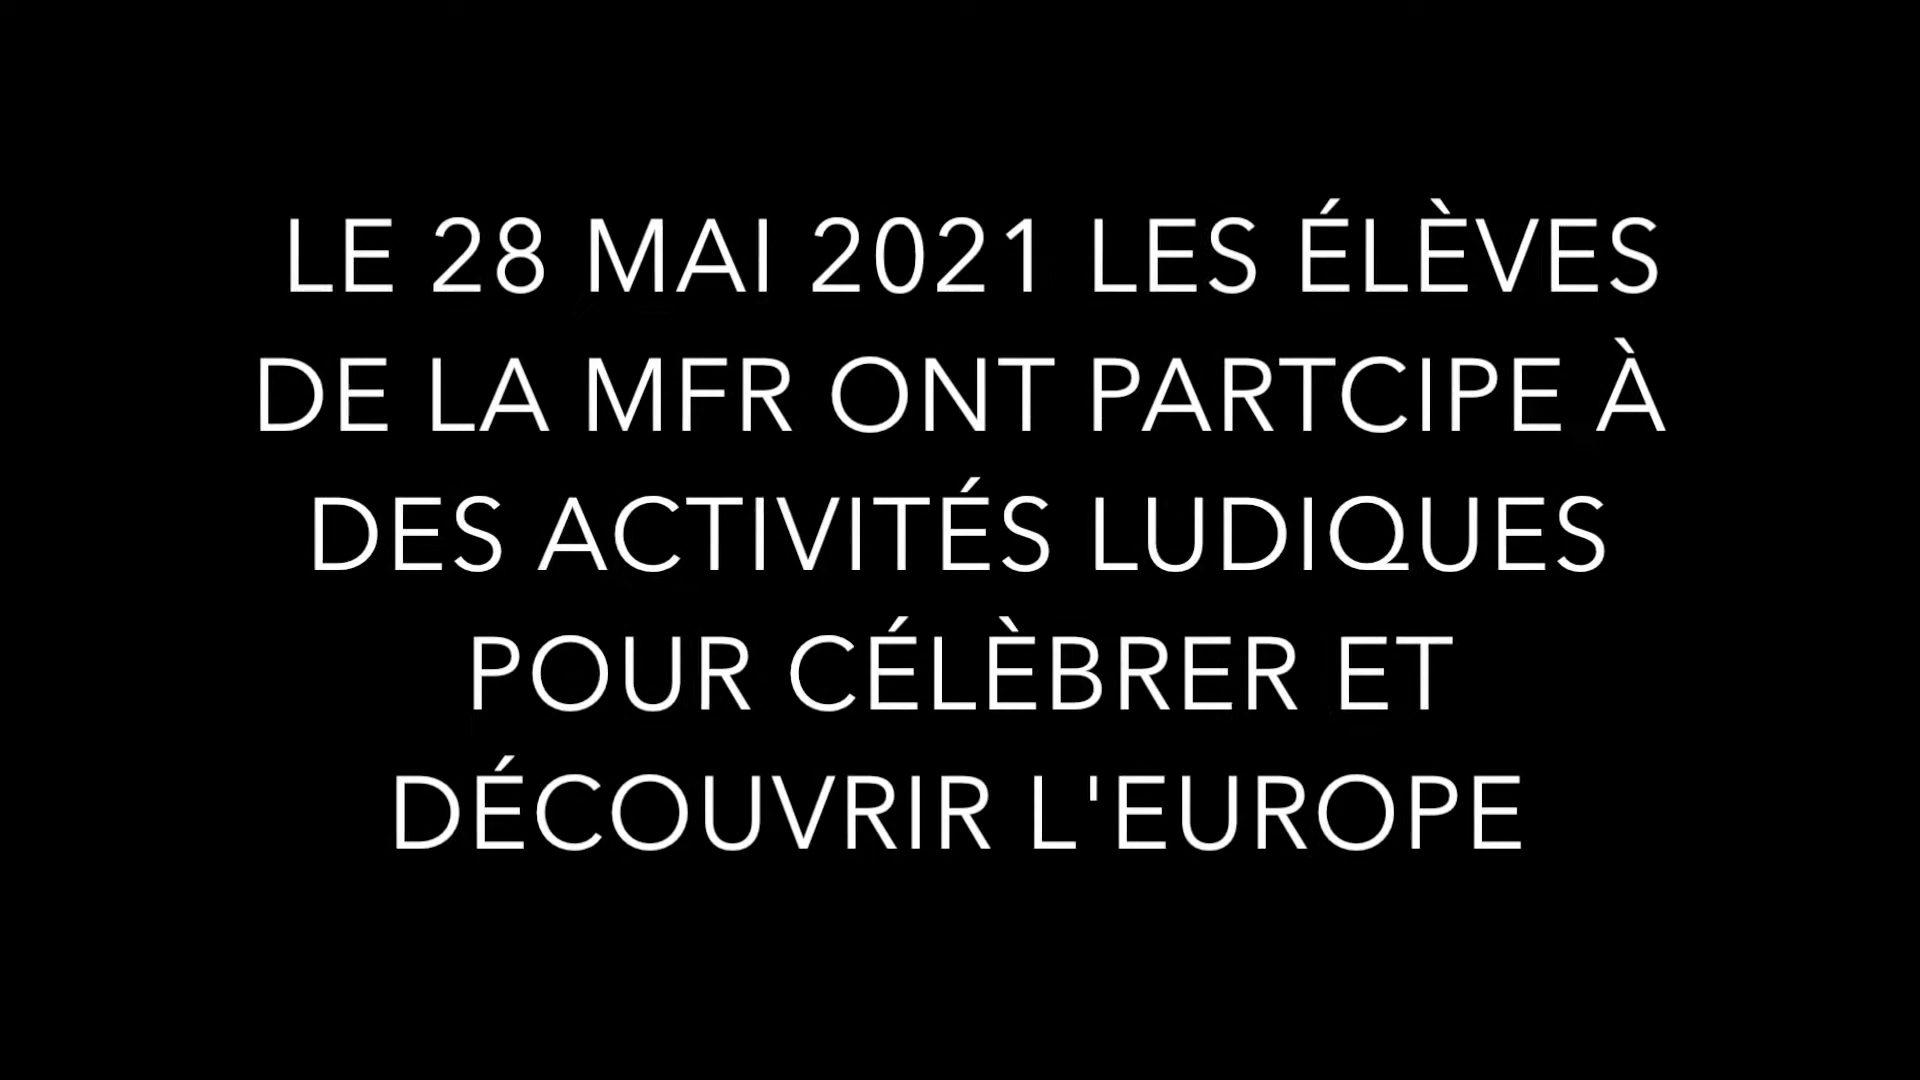 LE 28 MAI 2021 LES ÉLÈVES
DE LA MFR ONT PARTCIPE À
DES ACTIVITÉS LUDIQUES
POUR CÉLÈBRER ET
DÉCOUVRIR L'EUROPE